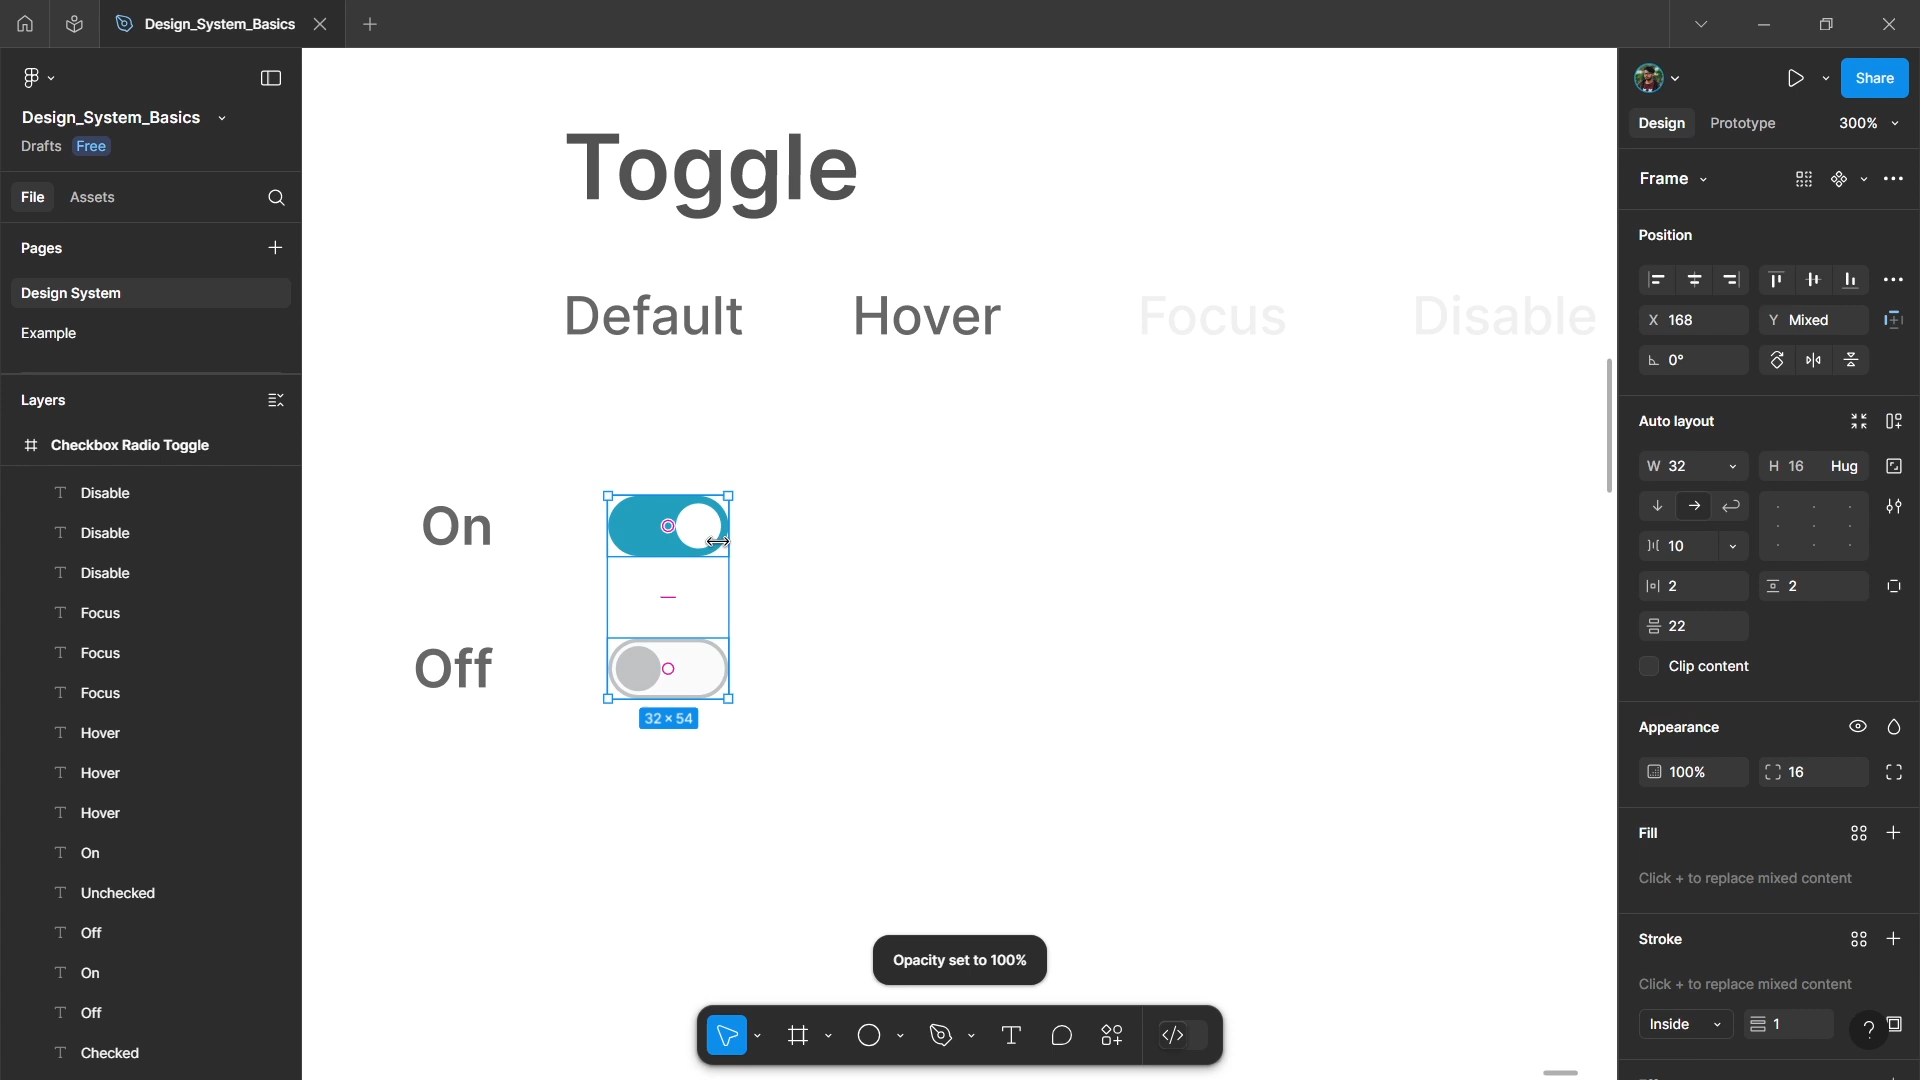 Design_System_Basics
Design_System_Basics
Drafts Free
File Assets
Pages
Design System
Example
Layers
Checkbox Radio Toggle
Disable
Disable
Disable
Focus
Focus
Focus
Hover
Hover
Hover
On
Unchecked
Off
On
Off
Checked
Toggle
Default Hover Focus Disable
On
Off
32 × 54
Opacity set to 100%
Share
Design Prototype 300%
Frame
Position
X 168 Y Mixed
0°
Auto layout
W 32 H 16 Hug
10
2 2
22
Clip content
Appearance
100% 16
Fill
Click + to replace mixed content
Stroke
Click + to replace mixed content
Inside 1 ?